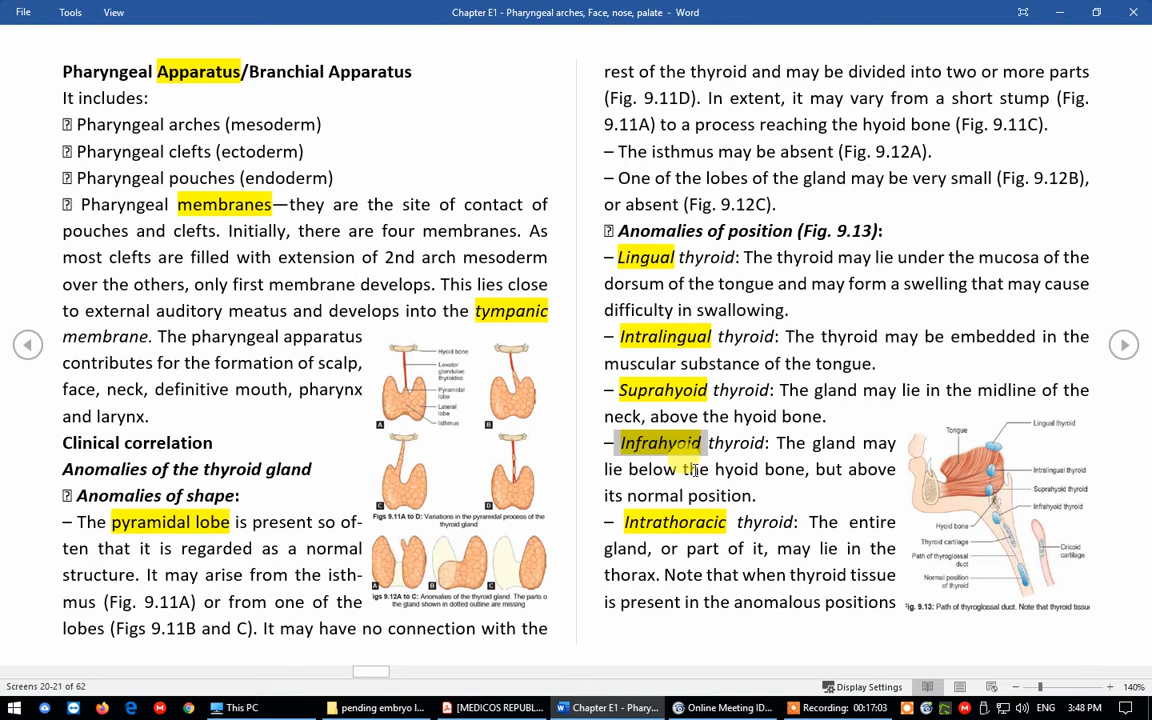 File Tools View Chapter E1 - Pharyngeal arches, Face, nose, palate - Word
Pharyngeal Apparatus/Branchial Apparatus
It includes:
Pharyngeal arches (mesoderm)
Pharyngeal clefts (ectoderm)
Pharyngeal pouches (endoderm)
Pharyngeal membranes—they are the site of contact of
pouches and clefts. Initially, there are four membranes. As
most clefts are filled with extension of 2nd arch mesoderm
over the others, only first membrane develops. This lies close
to external auditory meatus and develops into the tympanic
membrane. The pharyngeal apparatus
contributes for the formation of scalp,
face, neck, definitive mouth, pharynx
and larynx.
Clinical correlation
Anomalies of the thyroid gland
Anomalies of shape:
– The pyramidal lobe is present so of-
ten that it is regarded as a normal
structure. It may arise from the isth-
mus (Fig. 9.11A) or from one of the
lobes (Figs 9.11B and C). It may have no connection with the
Hyoid bone
Levator
glandulae
thyroidea
Pyramidal
lobe
Lateral
lobe
Isthmus
A B
C D
Figs 9.11A to D: Variations in the pyramidal process of the
thyroid gland
A B C
igs 9.12A to C: Anomalies of the thyroid gland. The parts o
the gland shown in dotted outline are missing
rest of the thyroid and may be divided into two or more parts
(Fig. 9.11D). In extent, it may vary from a short stump (Fig.
9.11A) to a process reaching the hyoid bone (Fig. 9.11C).
– The isthmus may be absent (Fig. 9.12A).
– One of the lobes of the gland may be very small (Fig. 9.12B),
or absent (Fig. 9.12C).
Anomalies of position (Fig. 9.13):
– Lingual thyroid: The thyroid may lie under the mucosa of the
dorsum of the tongue and may form a swelling that may cause
difficulty in swallowing.
– Intralingual thyroid: The thyroid may be embedded in the
muscular substance of the tongue.
– Suprahyoid thyroid: The gland may lie in the midline of the
neck, above the hyoid bone.
– Infrahyoid thyroid: The gland may
lie below the hyoid bone, but above
its normal position.
– Intrathoracic thyroid: The entire
gland, or part of it, may lie in the
thorax. Note that when thyroid tissue
is present in the anomalous positions
Tongue
Lingual thyroid
Intralingual thyroid
Suprahyoid thyroid
Infrahyoid thyroid
Hyoid bone
Thyroid cartilage
Path of thyroglossal
duct
Normal position
of thyroid
Cricoid
cartilage
Fig. 9.13: Path of thyroglossal duct. Note that thyroid tissu
Screens 20-21 of 62 Display Settings 140%
This PC pending embryo l... [MEDICOS REPUBL... Chapter E1 - Phary... Online Meeting ID... Recording: 00:17:03 3:48 PM